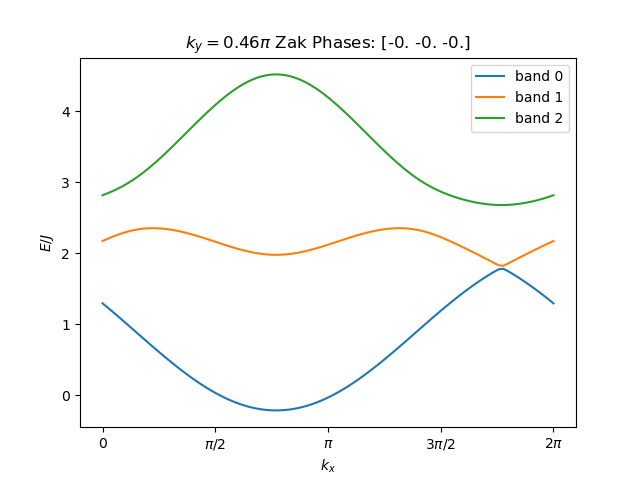 $k_y = 0.46\pi$ Zak Phases: [-0. -0. -0.]
band 0
band 1
band 2
4
3
2
1
0
E/J
0
π/2
π
3π/2
2π
$k_x$